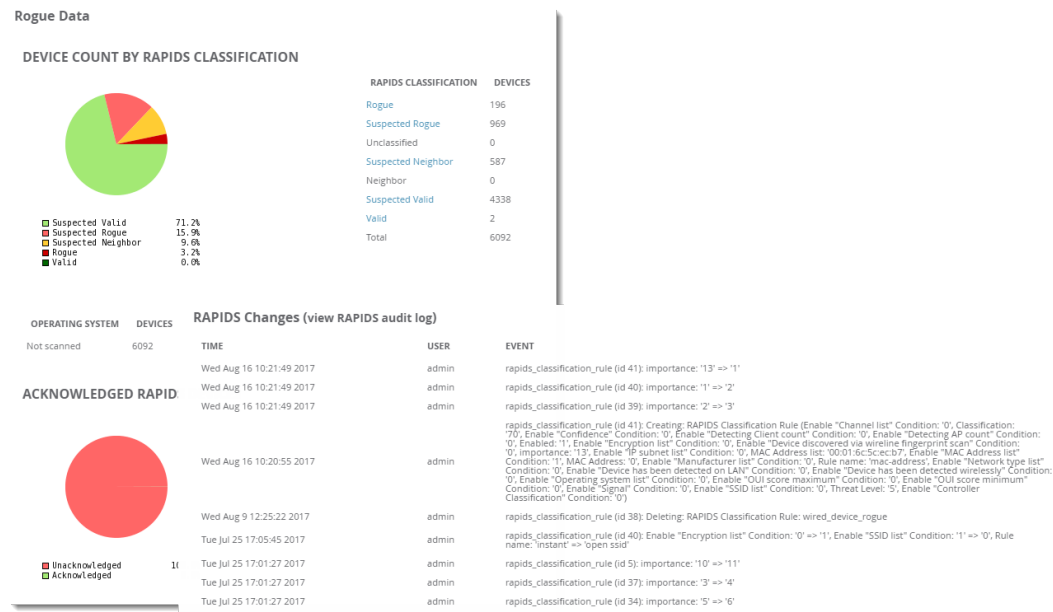 Rogue Data
DEVICE COUNT BY RAPIDS CLASSIFICATION
RAPIDS CLASSIFICATION DEVICES
Rogue 196
Suspected Rogue 969
Unclassified 0
Suspected Neighbor 587
Neighbor 0
Suspected Valid 4338
Valid 2
Total 6092
Suspected Valid 71.2%
Suspected Rogue 15.9%
Suspected Neighbor 9.6%
Rogue 3.2%
Valid 0.0%
OPERATING SYSTEM DEVICES
Not scanned 6092
ACKNOWLEDGED RAPID
Unacknowledged 10
Acknowledged
RAPIDS Changes (view RAPIDS audit log)
TIME USER EVENT
Wed Aug 16 10:21:49 2017 admin rapids_classification_rule (id 41): importance: '13' => '1'
Wed Aug 16 10:21:49 2017 admin rapids_classification_rule (id 40): importance: '1' => '2'
Wed Aug 16 10:21:49 2017 admin rapids_classification_rule (id 39): importance: '2' => '3'
Wed Aug 16 10:20:55 2017 admin rapids_classification_rule (id 41): Creating: RAPIDS Classification Rule (Enable "Channel list" Condition: '0', Classification:
'70', Enable "Confidence" Condition: '0', Enable "Detecting Client count" Condition: '0', Enable "Detecting AP count" Condition:
'0', Enabled: '1', Enable "Encryption list" Condition: '0', Enable "Device discovered via wireline fingerprint scan" Condition:
'0', importance: '13', Enable "IP subnet list" Condition: '0', MAC Address list: '00:01:6c:5c:ec:b7', Enable "MAC Address list"
Condition: '1', MAC Address: '0', Enable "Manufacturer list" Condition: '0', Rule name: 'mac-address', Enable "Network type list"
Condition: '0', Enable "Device has been detected on LAN" Condition: '0', Enable "Device has been detected wirelessly" Condition:
'0', Enable "Operating system list" Condition: '0', Enable "OUI score maximum" Condition: '0', Enable "OUI score minimum"
Condition: '0', Enable "Signal" Condition: '0', Enable "SSID list" Condition: '0', Threat Level: '5', Enable "Controller
Classification" Condition: '0')
Wed Aug 9 12:25:22 2017 admin rapids_classification_rule (id 38): Deleting: RAPIDS Classification Rule: wired_device_rogue
Tue Jul 25 17:05:45 2017 admin rapids_classification_rule (id 40): Enable "Encryption list" Condition: '0' => '1', Enable "SSID list" Condition: '1' => '0', Rule
name: 'instant' => 'open ssid'
Tue Jul 25 17:01:27 2017 admin rapids_classification_rule (id 5): importance: '10' => '11'
Tue Jul 25 17:01:27 2017 admin rapids_classification_rule (id 37): importance: '3' => '4'
Tue Jul 25 17:01:27 2017 admin rapids_classification_rule (id 34): importance: '5' => '6'